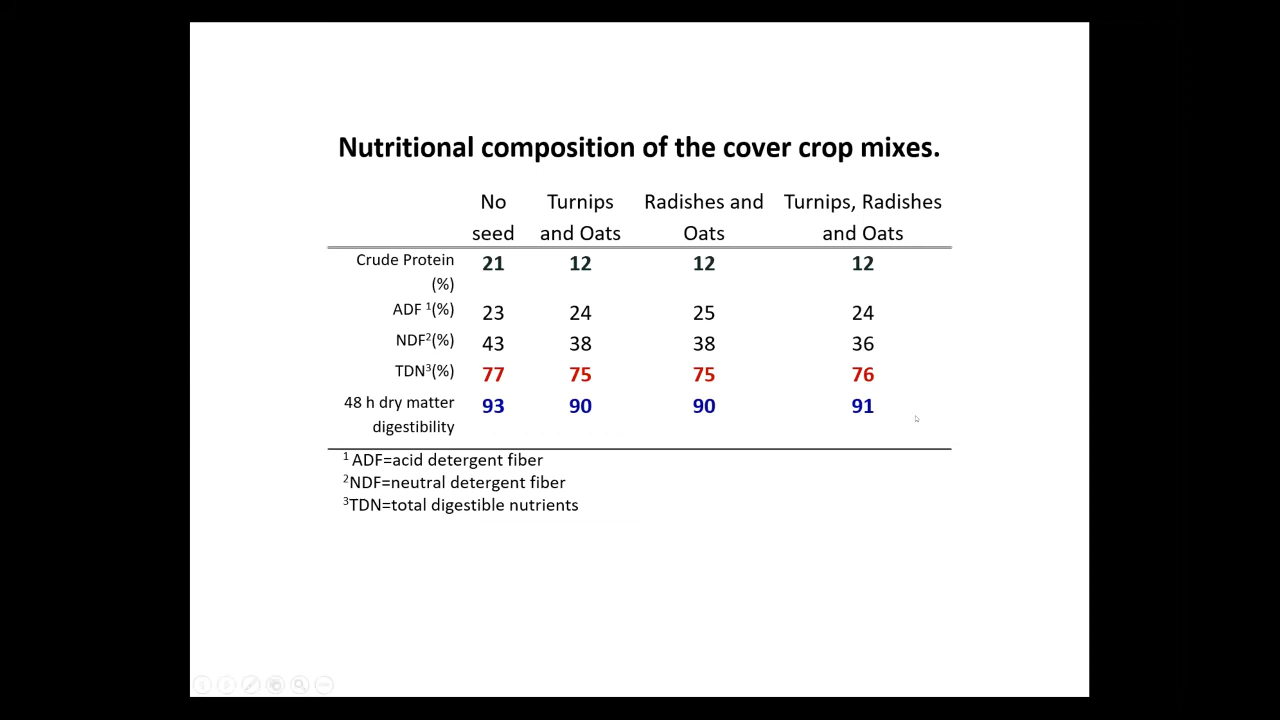 Nutritional composition of the cover crop mixes.
No seed Turnips and Oats Radishes and Oats Turnips, Radishes and Oats
Crude Protein (%) 21 12 12 12
ADF ¹(%) 23 24 25 24
NDF²(%) 43 38 38 36
TDN³(%) 77 75 75 76
48 h dry matter digestibility 93 90 90 91
¹ ADF=acid detergent fiber
²NDF=neutral detergent fiber
³TDN=total digestible nutrients